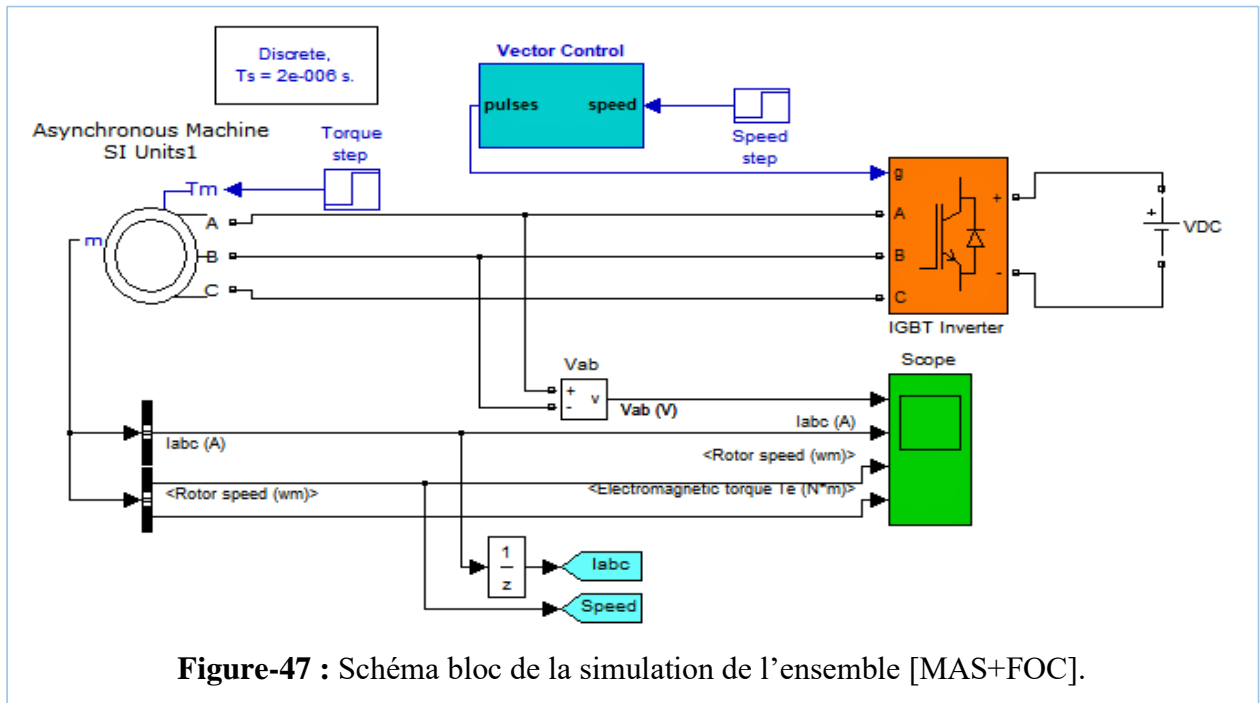 Discrete,
Ts = 2e-006 s.
Vector Control
pulses speed
Speed
step
Asynchronous Machine
SI Units1
Torque
step
Tm
m
A
B
C
g
A
B
C
+
-
IGBT Inverter
+
VDC
Vab
+
-
v
Vab (V)
Scope
Iabc (A)
Iabc (A)
<Rotor speed (wm)>
<Rotor speed (wm)>
<Electromagnetic torque Te (N*m)>
1
z
Iabc
Speed
Figure-47 : Schéma bloc de la simulation de l’ensemble [MAS+FOC].